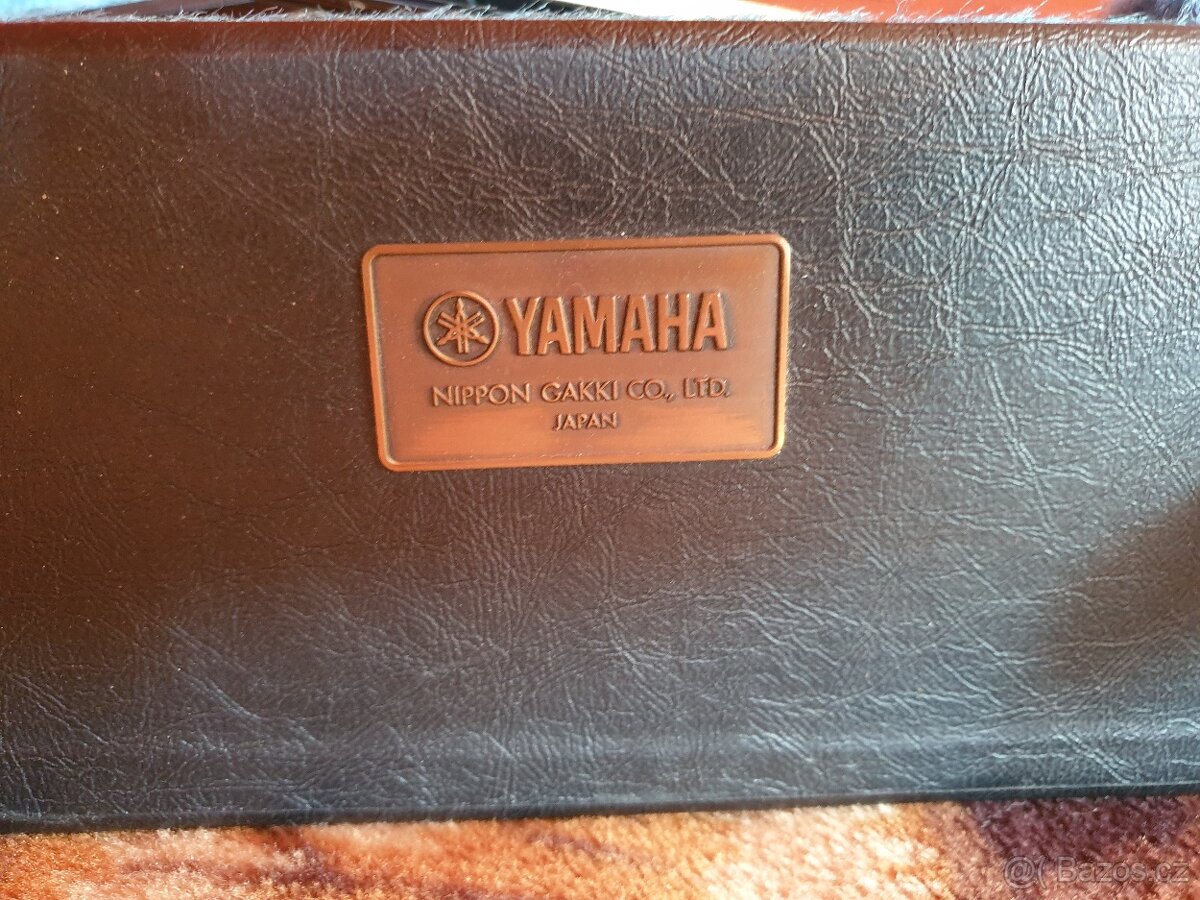 YAMAHA
NIPPON GAKKI CO., LTD.
JAPAN
@( Bazos.cz